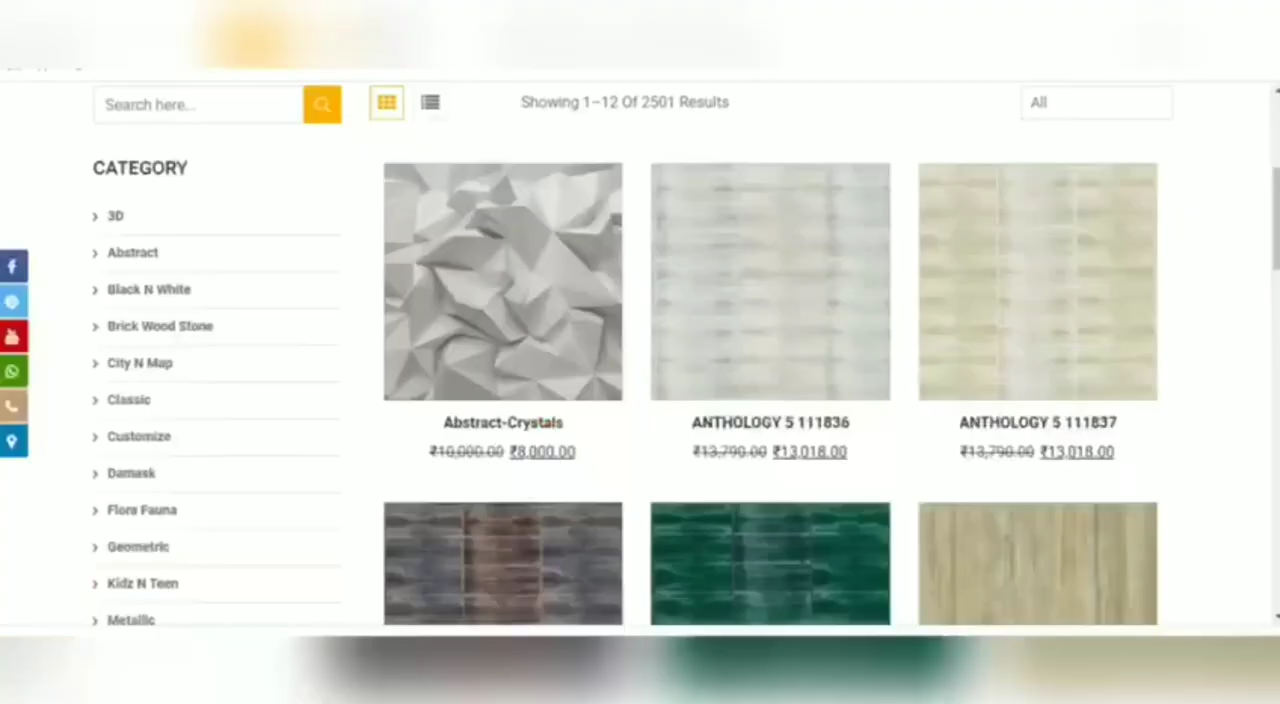 Search here...
Showing 1–12 Of 2501 Results
All
CATEGORY
3D
Abstract
Black N White
Brick Wood Stone
City N Map
Classic
Customize
Damask
Flora Fauna
Geometric
Kidz N Teen
Metallic
Abstract-Crystals
₹10,000.00 ₹8,000.00
ANTHOLOGY 5 111836
₹13,790.00 ₹13,018.00
ANTHOLOGY 5 111837
₹13,790.00 ₹13,018.00